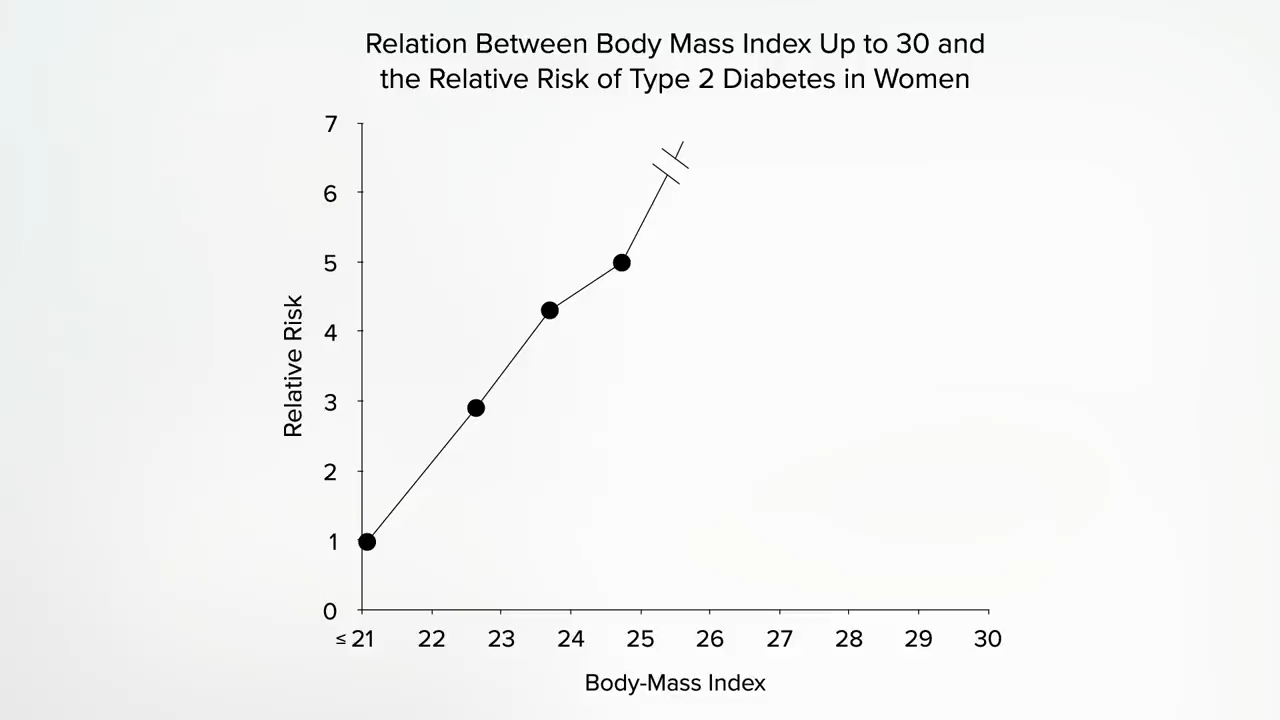 Relation Between Body Mass Index Up to 30 and
the Relative Risk of Type 2 Diabetes in Women
7
6
5
4
3
2
1
0
Relative Risk
≤ 21 22 23 24 25 26 27 28 29 30
Body-Mass Index